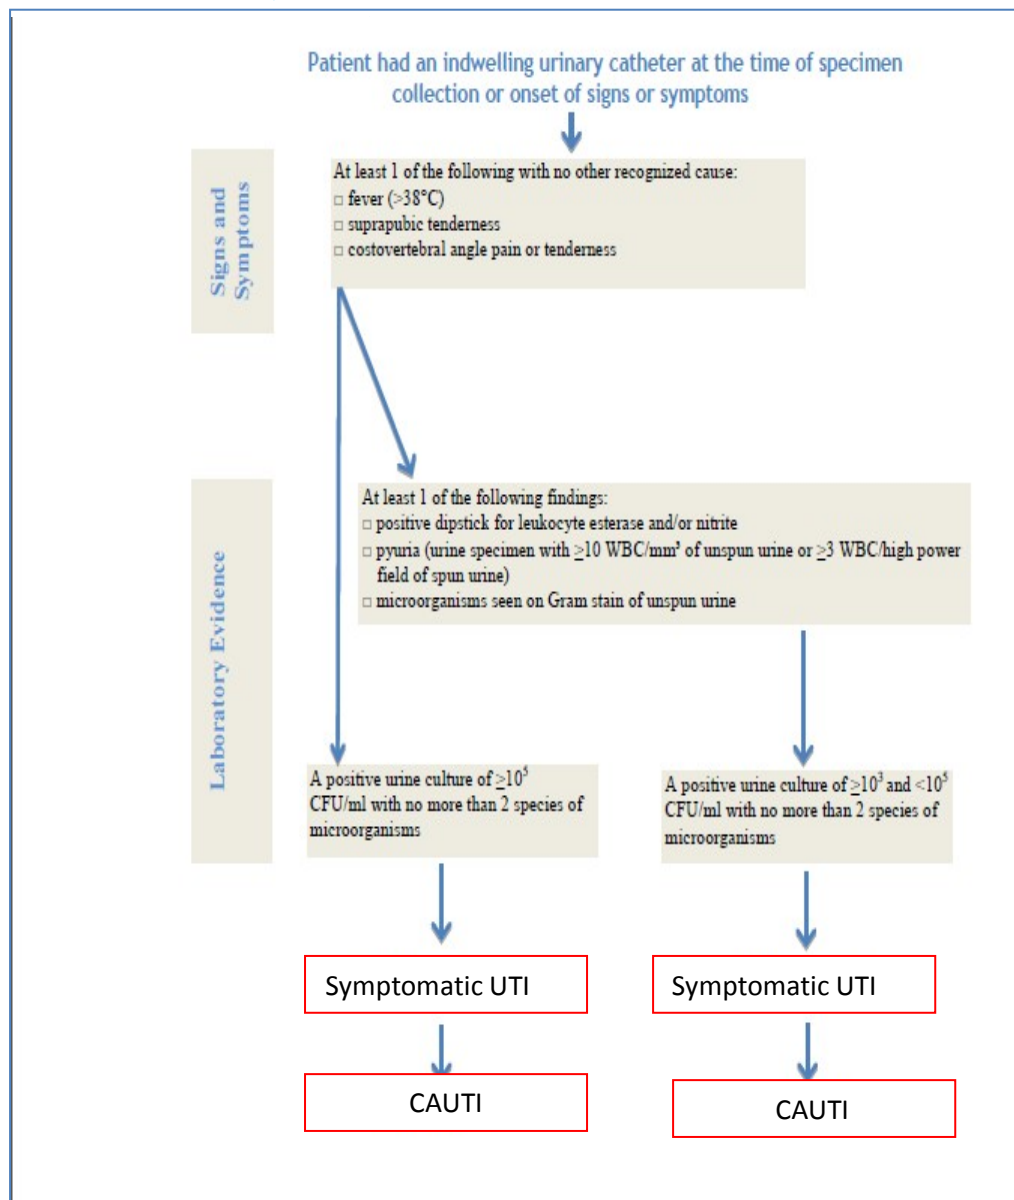 Patient had an indwelling urinary catheter at the time of specimen
collection or onset of signs or symptoms
Signs and
Symptoms
At least 1 of the following with no other recognized cause:
□ fever (>38°C)
□ suprapubic tenderness
□ costovertebral angle pain or tenderness
Laboratory Evidence
At least 1 of the following findings:
□ positive dipstick for leukocyte esterase and/or nitrite
□ pyuria (urine specimen with ≥10 WBC/mm³ of unspun urine or ≥3 WBC/high power
field of spun urine)
□ microorganisms seen on Gram stain of unspun urine
A positive urine culture of ≥10⁵
CFU/ml with no more than 2 species of
microorganisms
A positive urine culture of ≥10³ and <10⁵
CFU/ml with no more than 2 species of
microorganisms
Symptomatic UTI
Symptomatic UTI
CAUTI
CAUTI